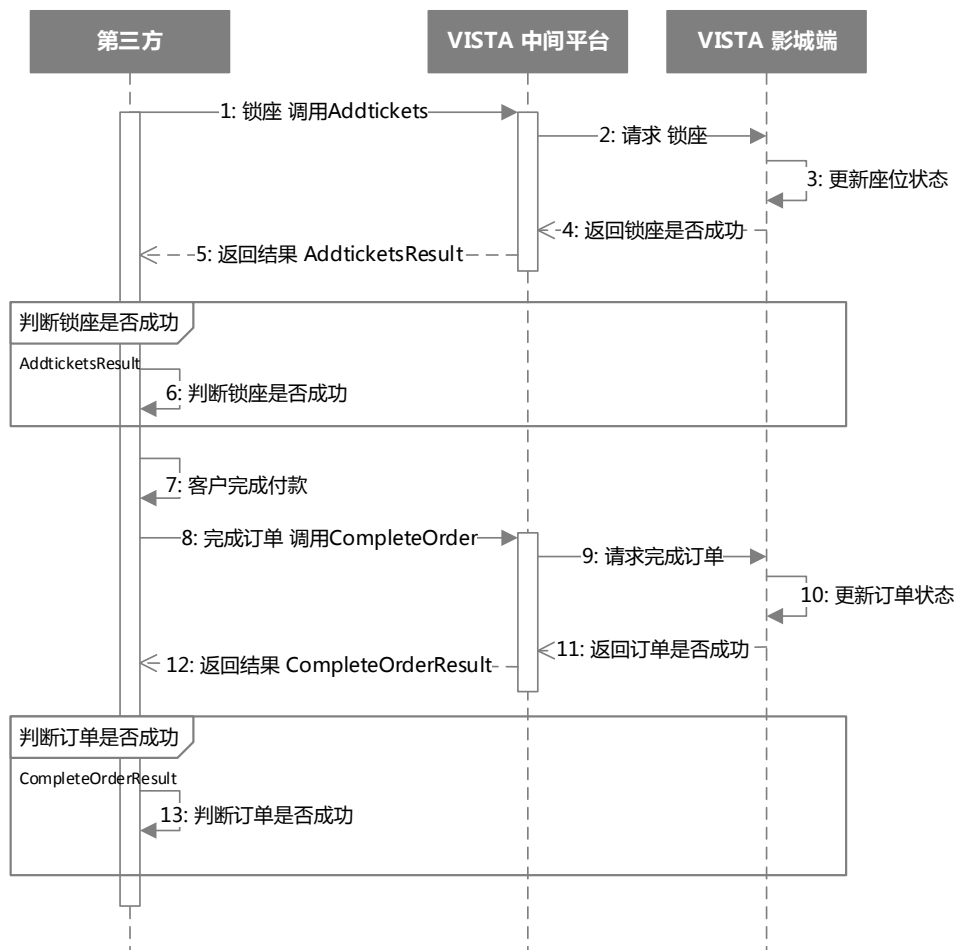 第三方
VISTA 中间平台
VISTA 影城端
1: 锁座 调用Addtickets
2: 请求 锁座
3: 更新座位状态
4: 返回锁座是否成功
5: 返回结果 AddticketsResult
判断锁座是否成功
AddticketsResult
6: 判断锁座是否成功
7: 客户完成付款
8: 完成订单 调用CompleteOrder
9: 请求完成订单
10: 更新订单状态
11: 返回订单是否成功
12: 返回结果 CompleteOrderResult
判断订单是否成功
CompleteOrderResult
13: 判断订单是否成功